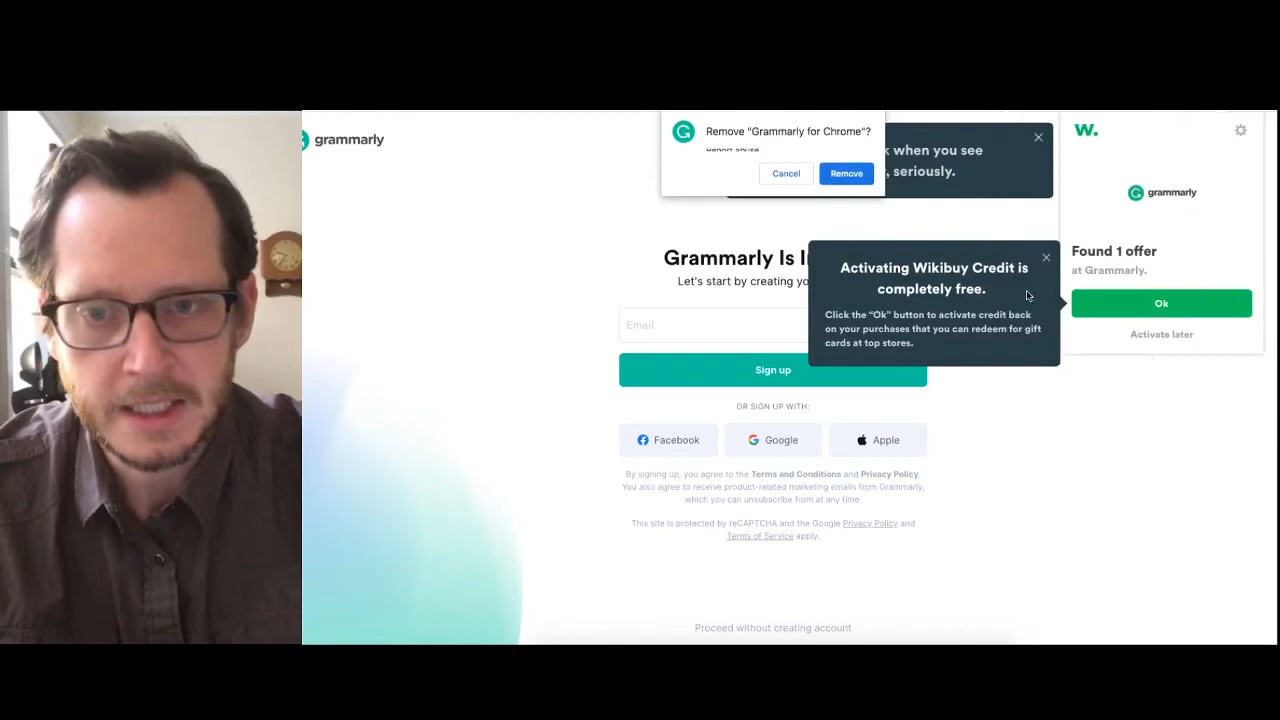 grammarly
Remove "Grammarly for Chrome"?
Report abuse
Cancel
Remove
when you see
, seriously.
w.
grammarly
Found 1 offer
at Grammarly.
Ok
Activate later
Activating Wikibuy Credit is
completely free.
Click the “Ok” button to activate credit back
on your purchases that you can redeem for gift
cards at top stores.
Grammarly Is
Let's start by creating
Email
Sign up
OR SIGN UP WITH:
Facebook
Google
Apple
By signing up, you agree to the Terms and Conditions and Privacy Policy.
You also agree to receive product-related marketing emails from Grammarly,
which you can unsubscribe from at any time.
This site is protected by reCAPTCHA and the Google Privacy Policy and
Terms of Service apply.
Proceed without creating account